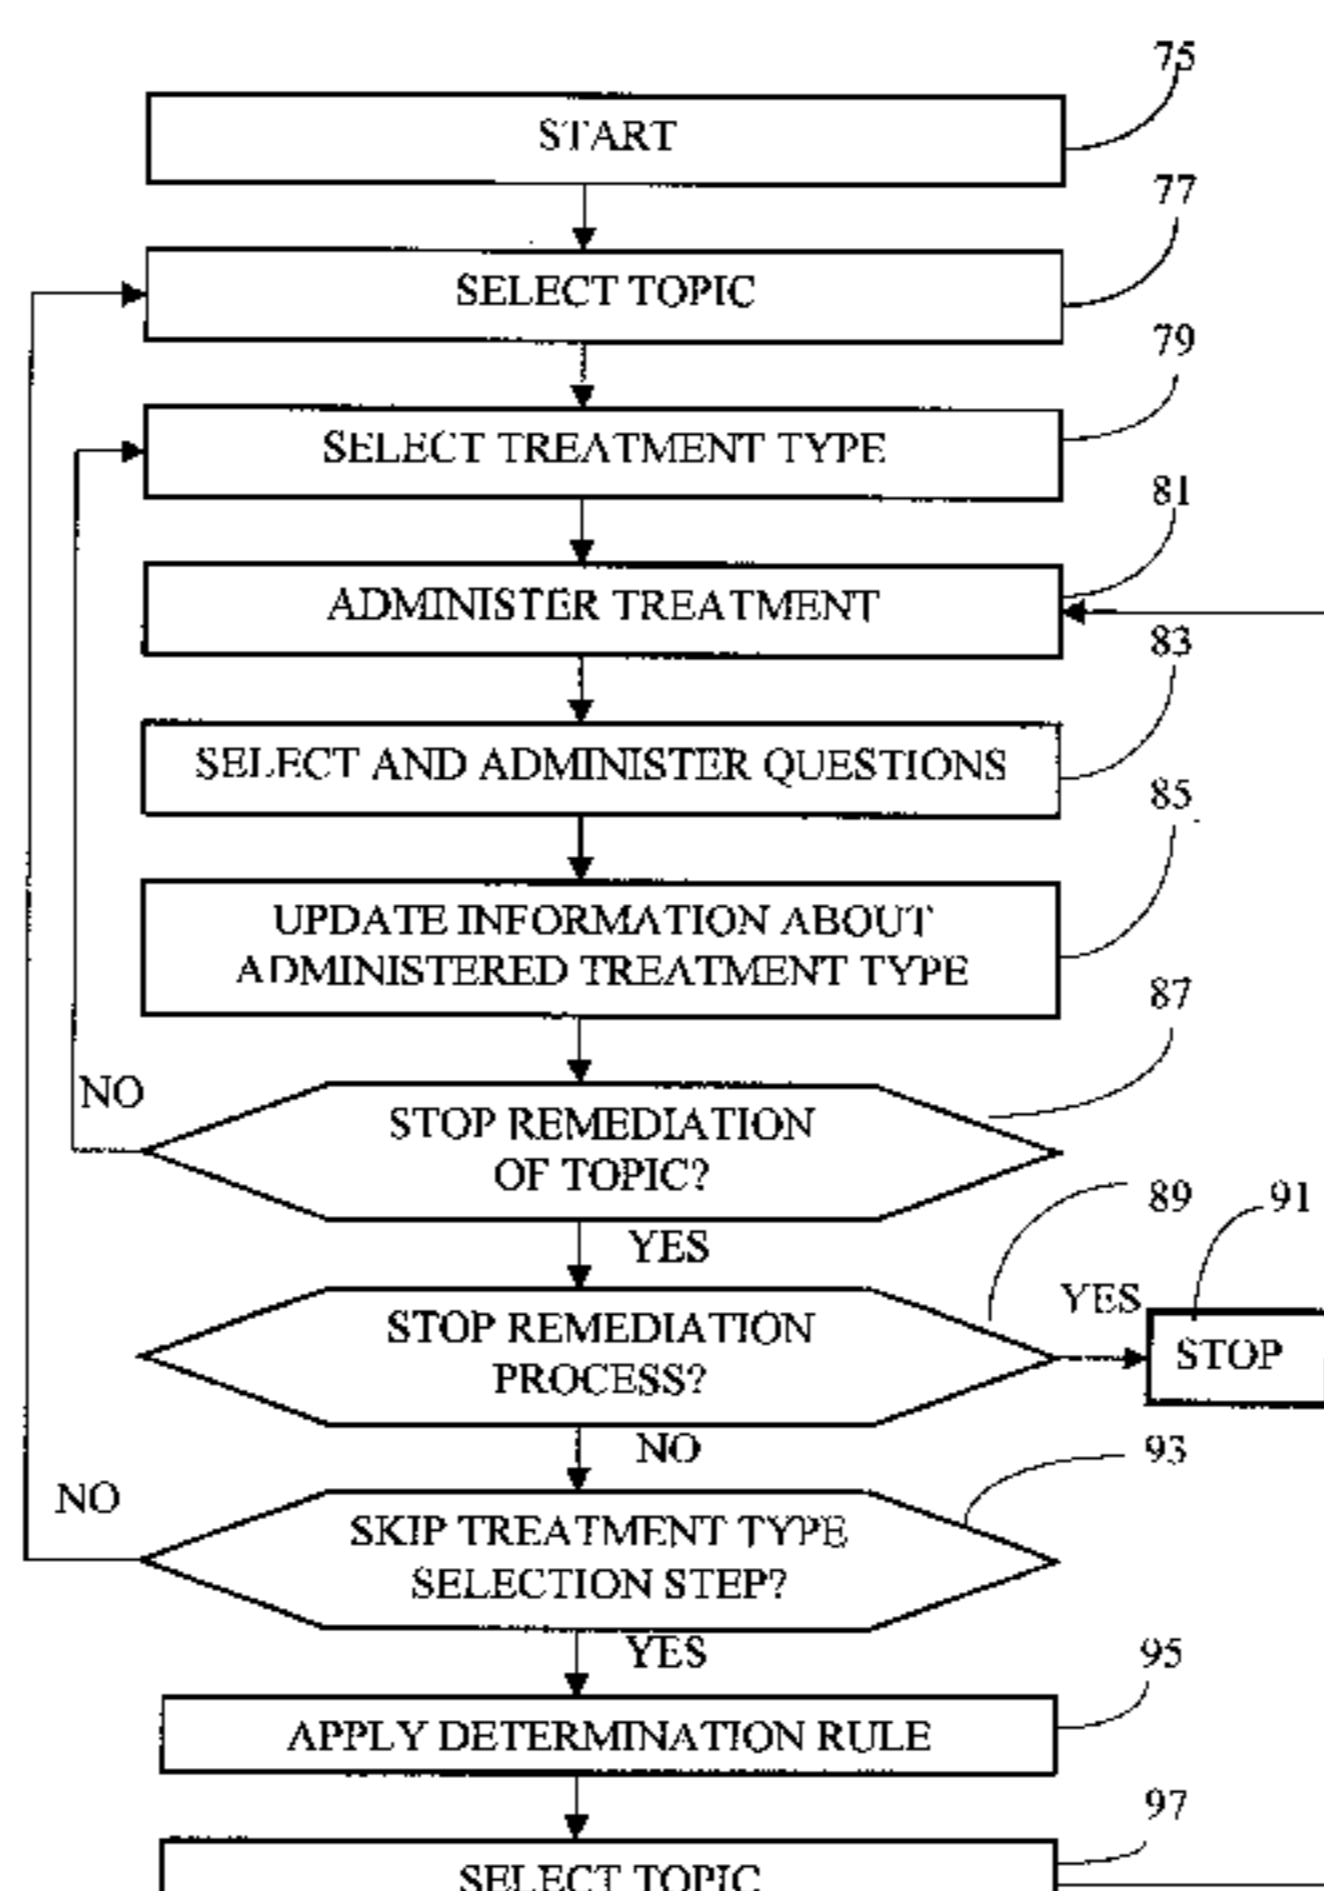 75
START
77
SELECT TOPIC
79
SELECT TREATMENT TYPE
81
ADMINISTER TREATMENT
83
SELECT AND ADMINISTER QUESTIONS
85
UPDATE INFORMATION ABOUT
ADMINISTERED TREATMENT TYPE
87
NO
STOP REMEDIATION
OF TOPIC?
89
91
YES
YES
STOP REMEDIATION
PROCESS?
STOP
NO
93
NO
SKIP TREATMENT TYPE
SELECTION STEP?
YES
95
APPLY DETERMINATION RULE
97
SELECT TOPIC